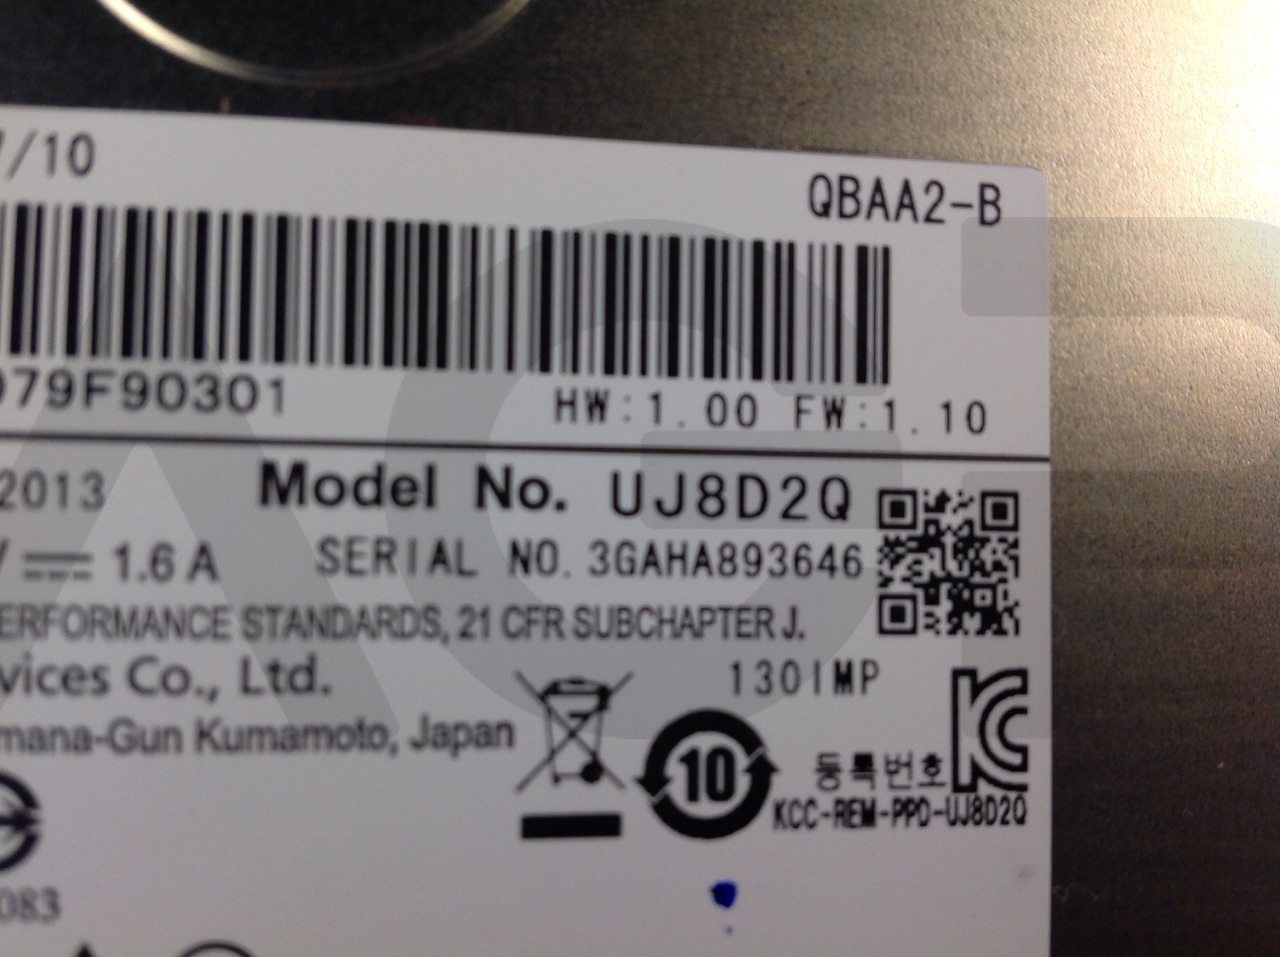 /10
QBAA2-B
079F90301
HW:1.00 FW:1.10
2013
Model No. UJ8D2Q
1.6 A
SERIAL NO. 3GAHA893646
ERFORMANCE STANDARDS, 21 CFR SUBCHAPTER J.
vices Co., Ltd.
130IMP
mana-Gun Kumamoto, Japan
10
등록번호
KCC-REM-PPD-UJ8D2Q
083